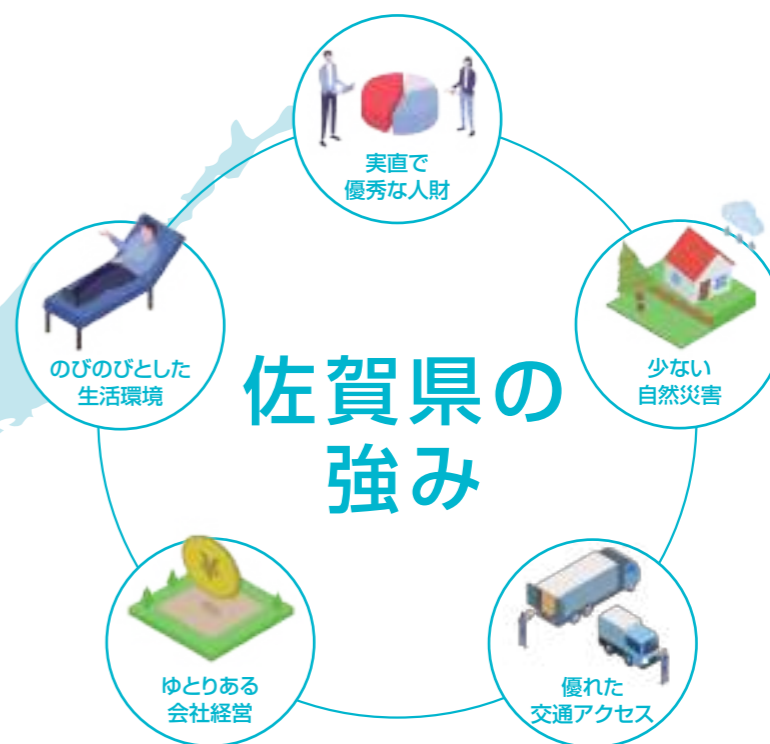 実直で
優秀な人財
少ない
自然災害
優れた
交通アクセス
ゆとりある
会社経営
のびのびとした
生活環境
佐賀県の
強み